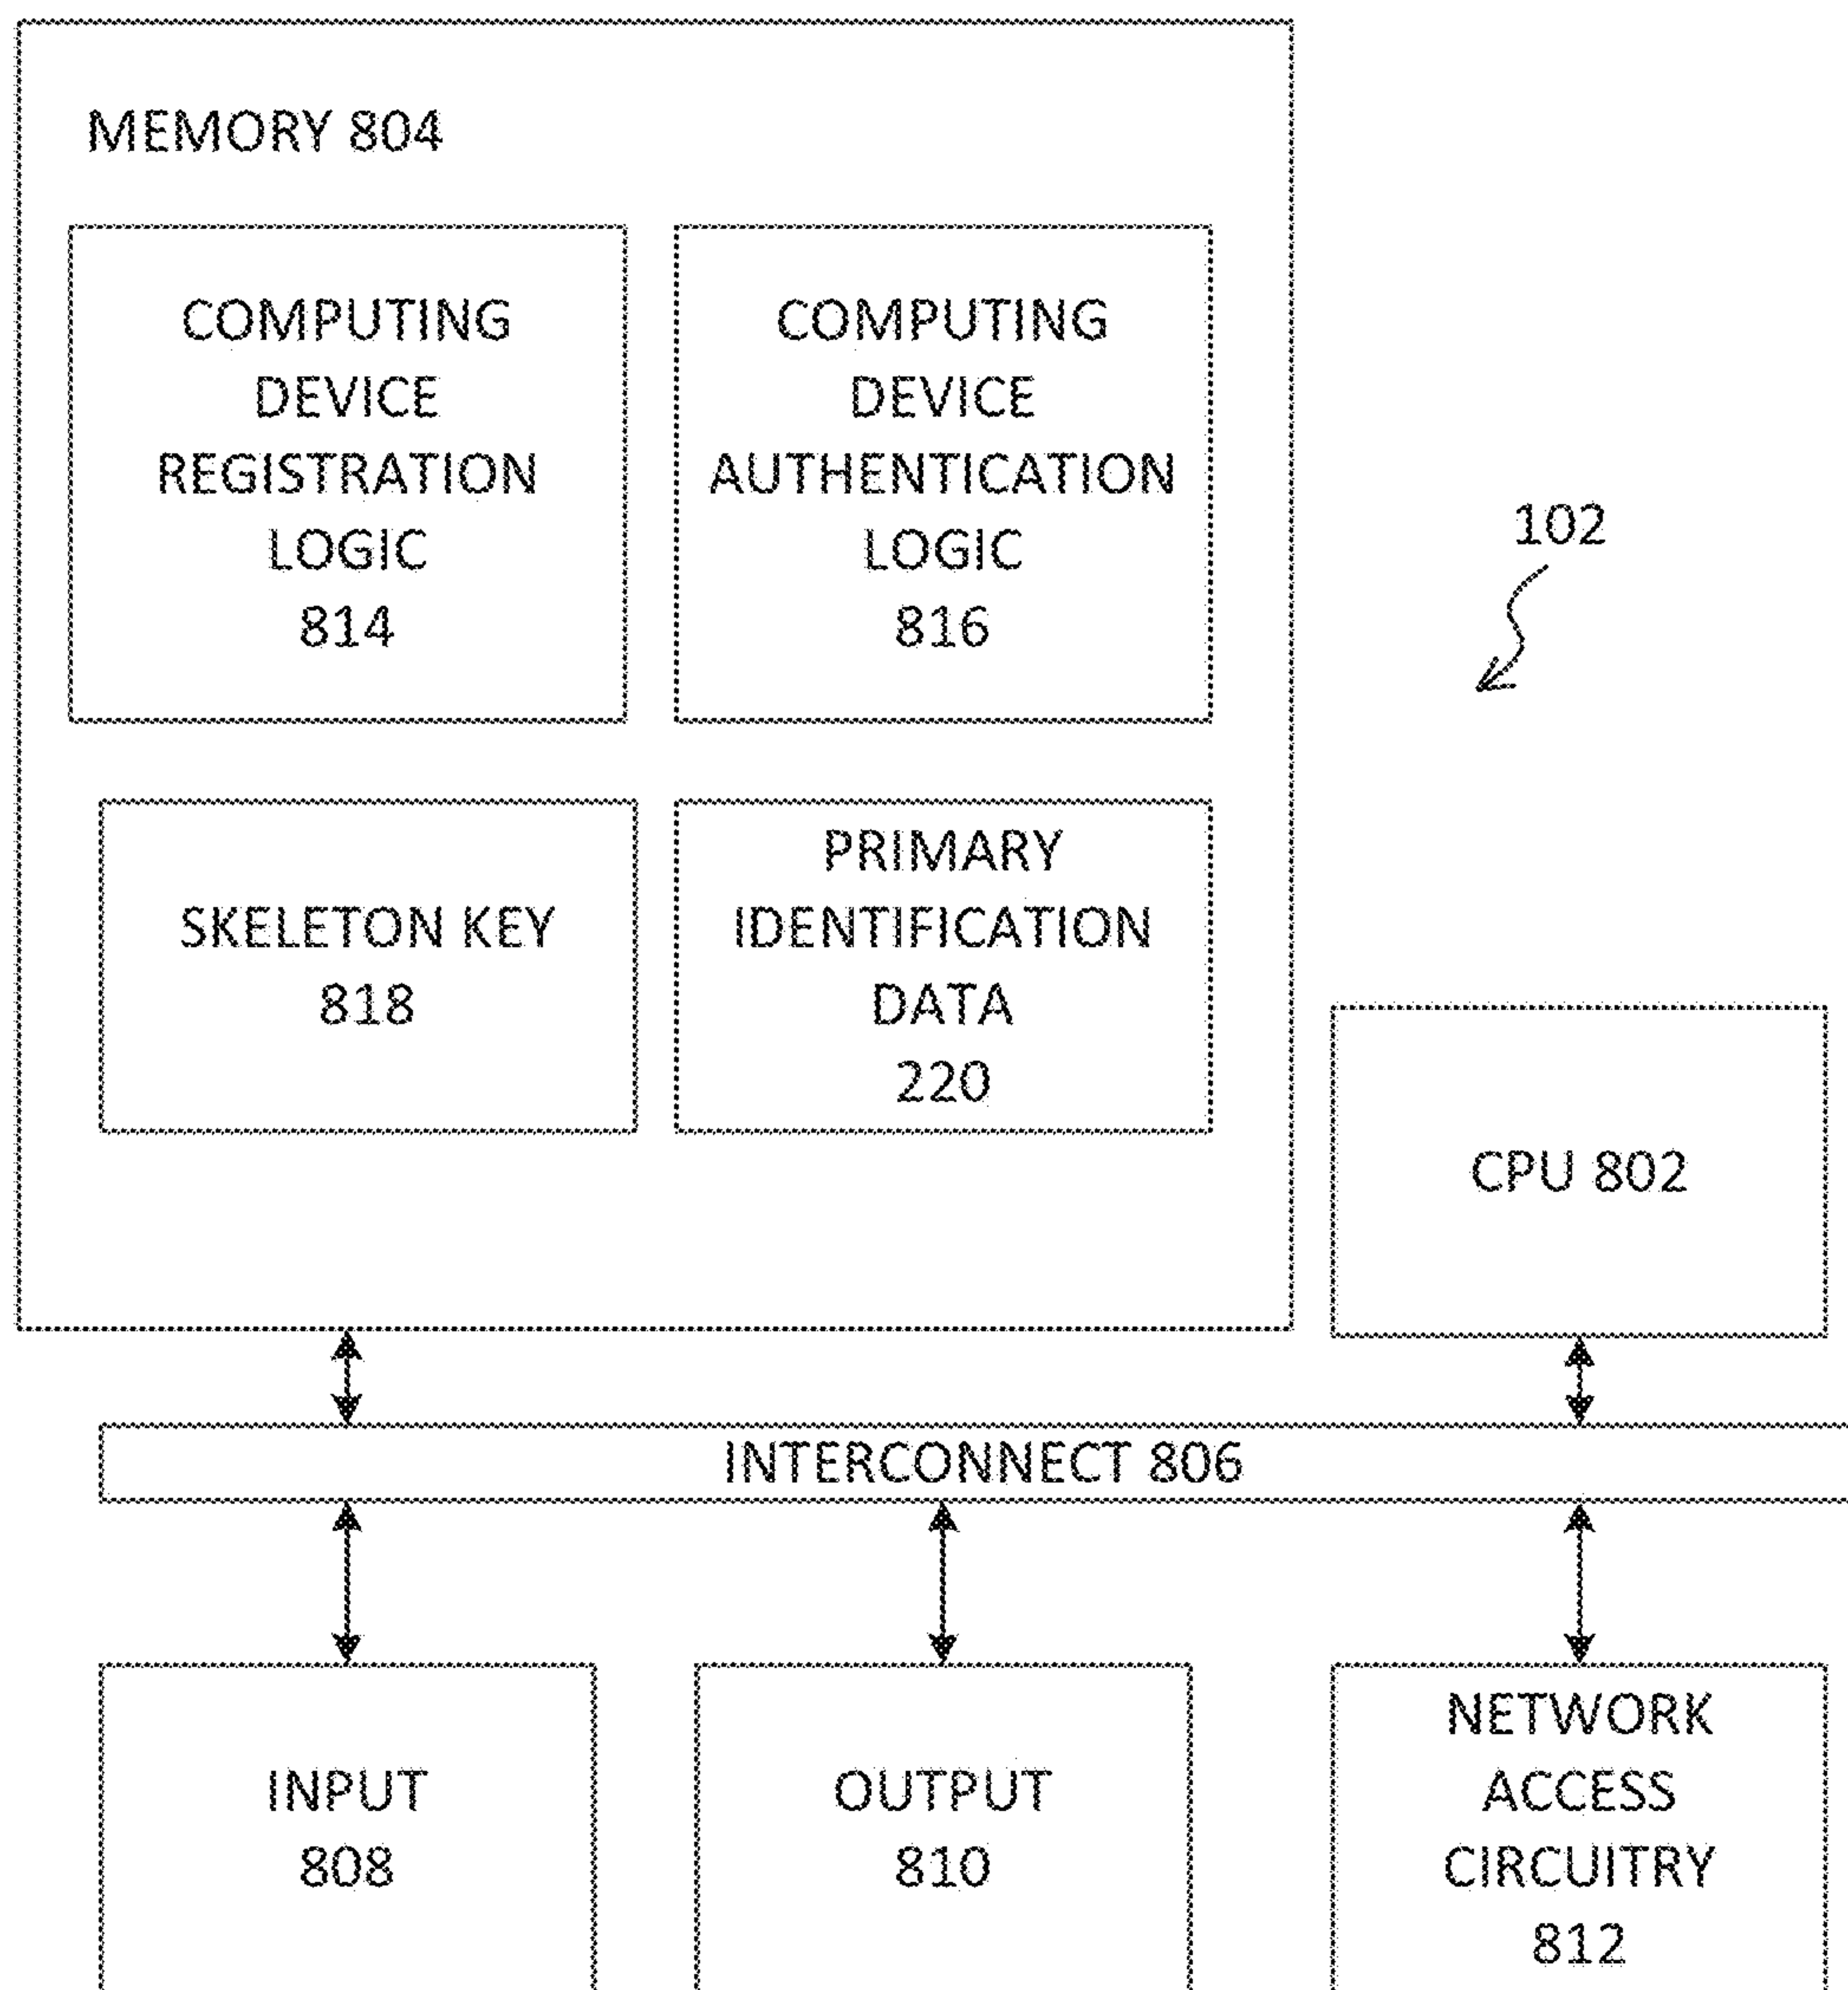 MEMORY 804
COMPUTING
DEVICE
REGISTRATION
LOGIC
814
COMPUTING
DEVICE
AUTHENTICATION
LOGIC
816
102
SKELETON KEY
818
PRIMARY
IDENTIFICATION
DATA
220
CPU 802
INTERCONNECT 806
INPUT
808
OUTPUT
810
NETWORK
ACCESS
CIRCUITRY
812